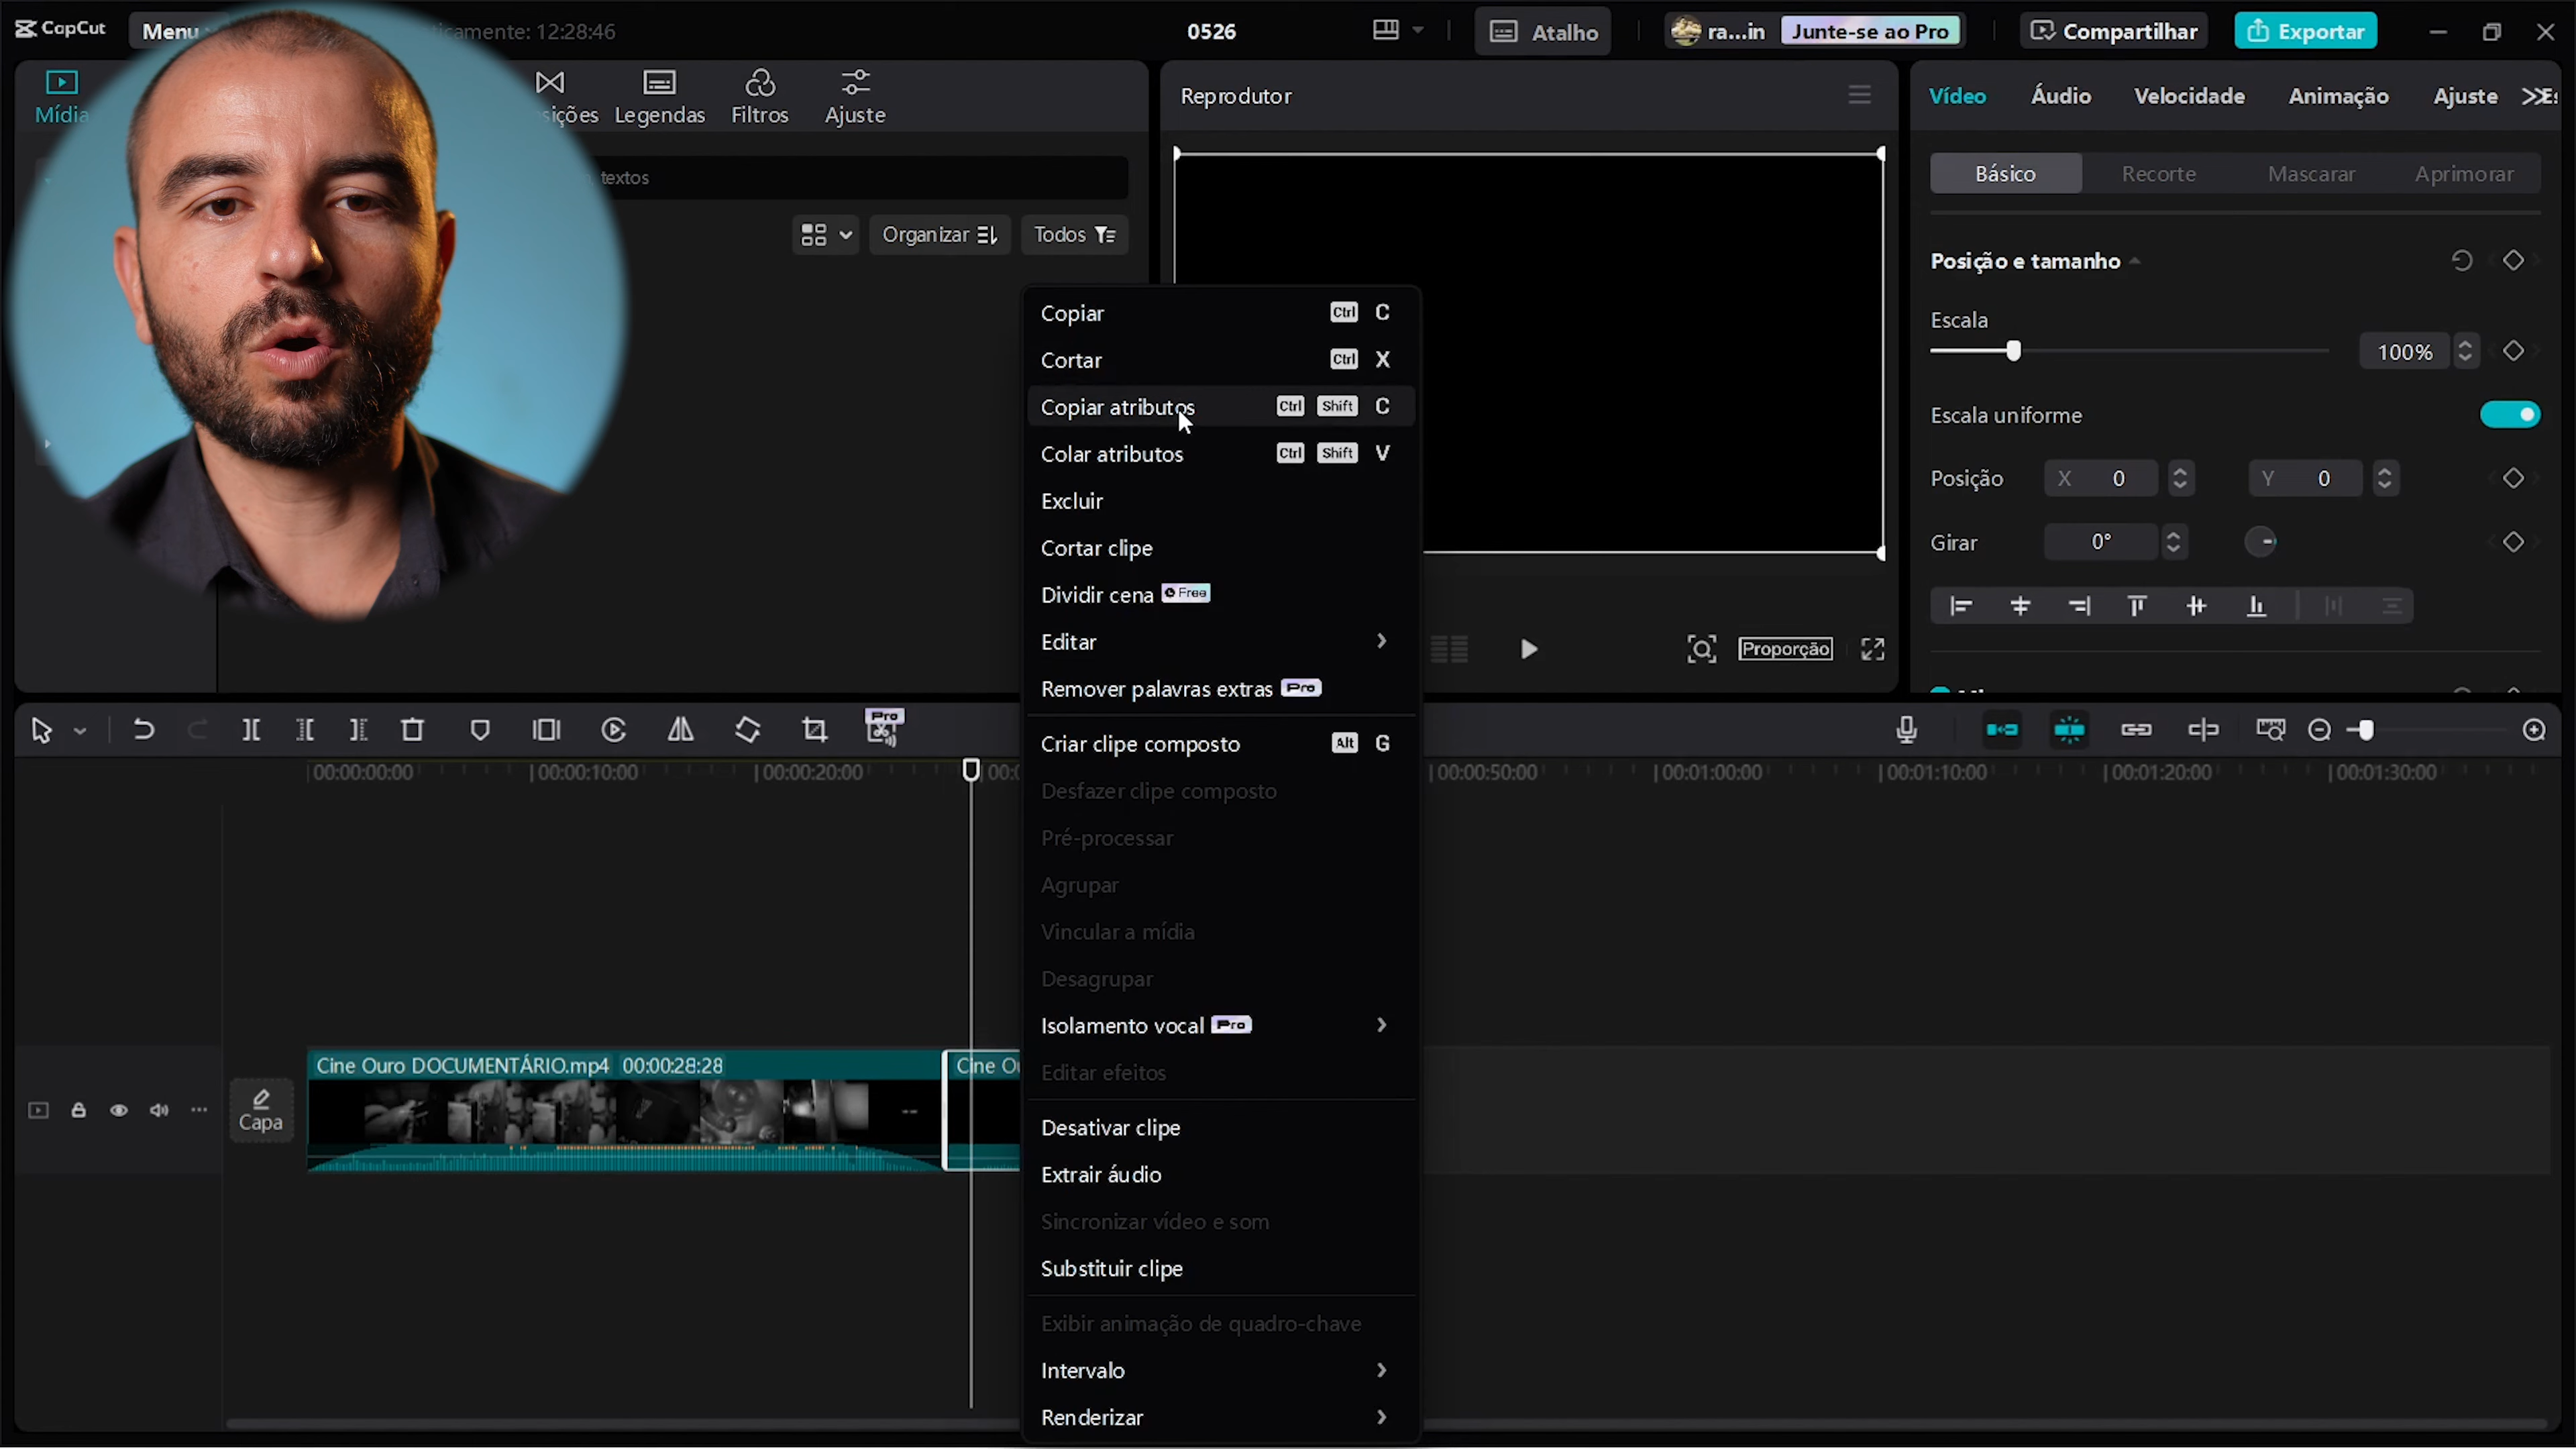 CapCut
Menu
ticamente: 12:28:46
0526
Atalho
ra...in
Junte-se ao Pro
Compartilhar
Exportar
Mídia
sições
Legendas
Filtros
Ajuste
textos
Organizar
Todos
Reprodutor
Proporção
Vídeo
Áudio
Velocidade
Animação
Ajuste
Básico
Recorte
Mascarar
Aprimorar
Posição e tamanho
Escala
100%
Escala uniforme
Posição
X 0
Y 0
Girar
0°
Copiar Ctrl C
Cortar Ctrl X
Copiar atributos Ctrl Shift C
Colar atributos Ctrl Shift V
Excluir
Cortar clipe
Dividir cena Free
Editar
Remover palavras extras Pro
Criar clipe composto Alt G
Desfazer clipe composto
Pré-processar
Agrupar
Vincular a mídia
Desagrupar
Isolamento vocal Pro
Editar efeitos
Desativar clipe
Extrair áudio
Sincronizar vídeo e som
Substituir clipe
Exibir animação de quadro-chave
Intervalo
Renderizar
Pro
00:00:00:00
00:00:10:00
00:00:20:00
00:00:50:00
00:01:00:00
00:01:10:00
00:01:20:00
00:01:30:00
Capa
Cine Ouro DOCUMENTÁRIO.mp4 00:00:28:28
Cine Ou